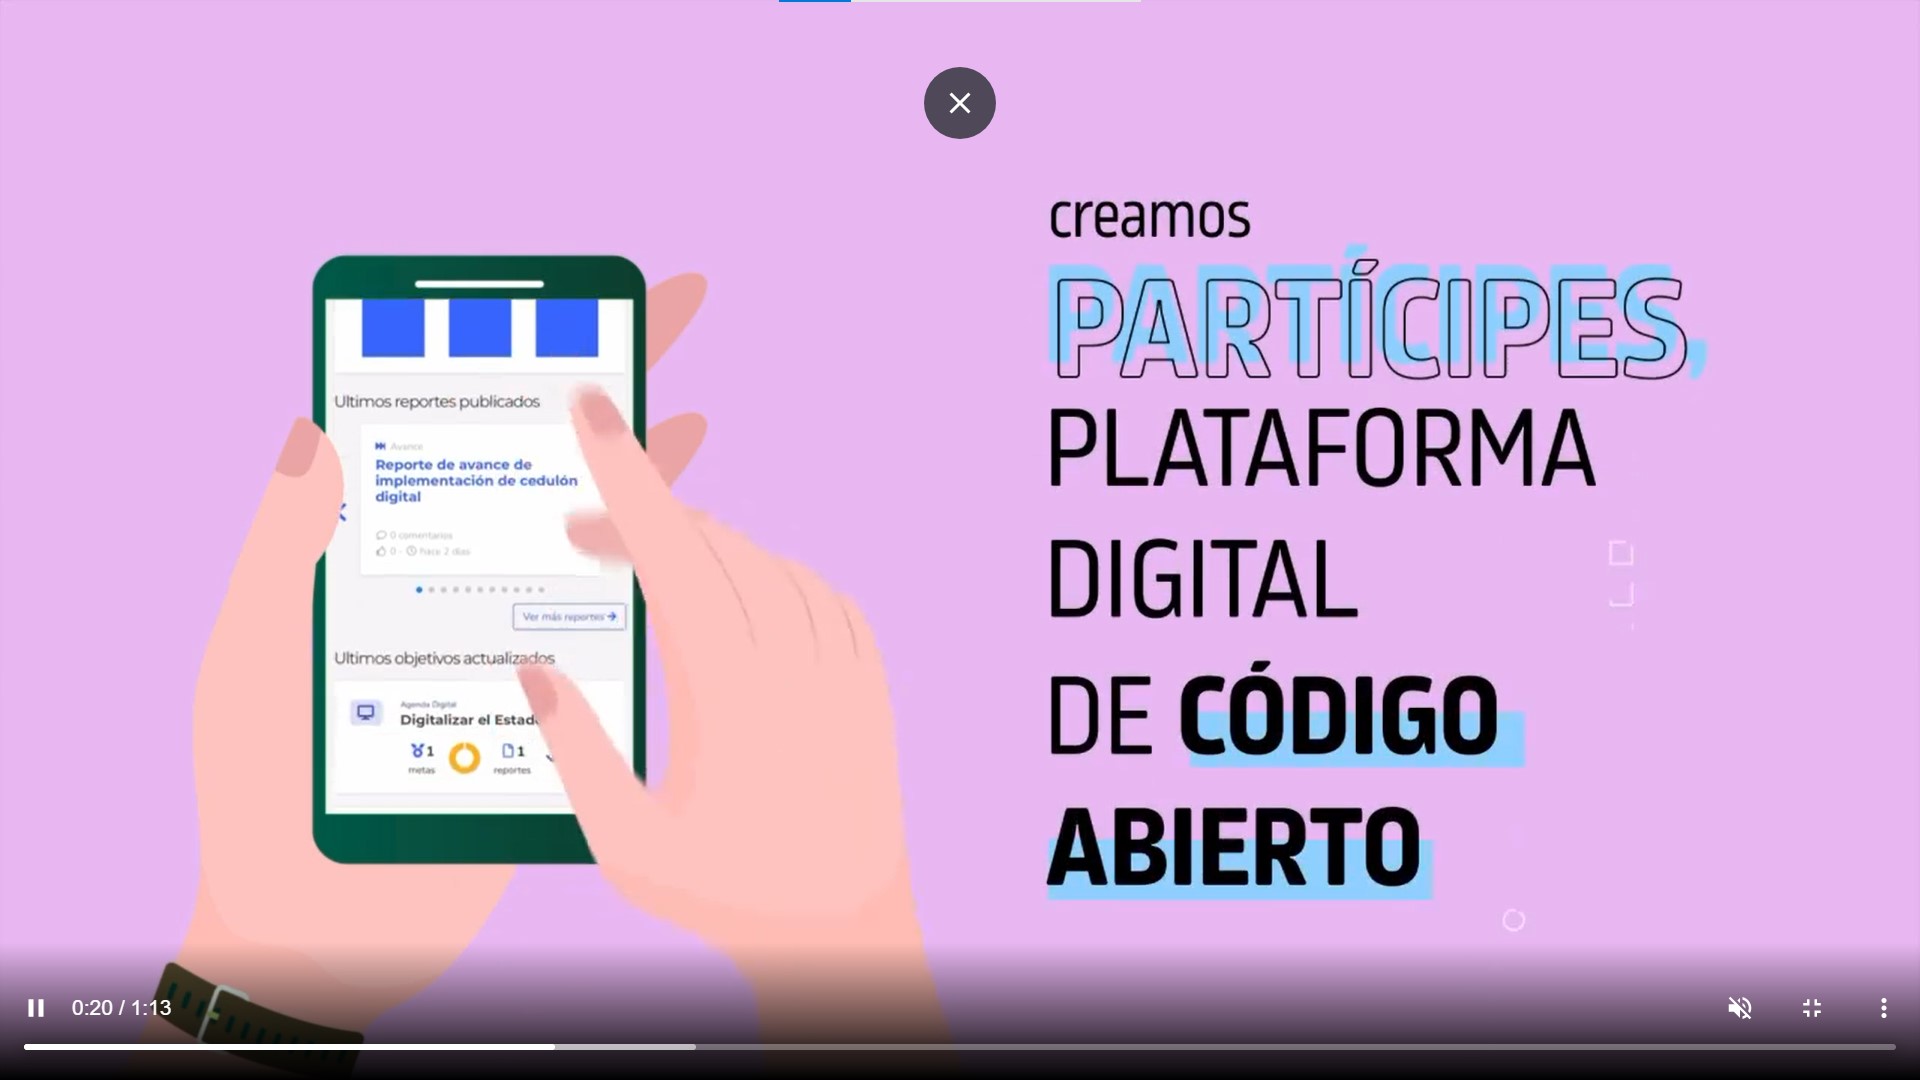 creamos
PARTÍCIPES,
PLATAFORMA
DIGITAL
DE CÓDIGO
ABIERTO
Ultimos reportes publicados
Avance
Reporte de avance de
implementación de cedulón
digital
0 comentarios
0 - hace 2 dias
Ver más reportes
Ultimos objetivos actualizados
Agenda Digital
Digitalizar el Estado
1 1
metas reportes
0:20 / 1:13